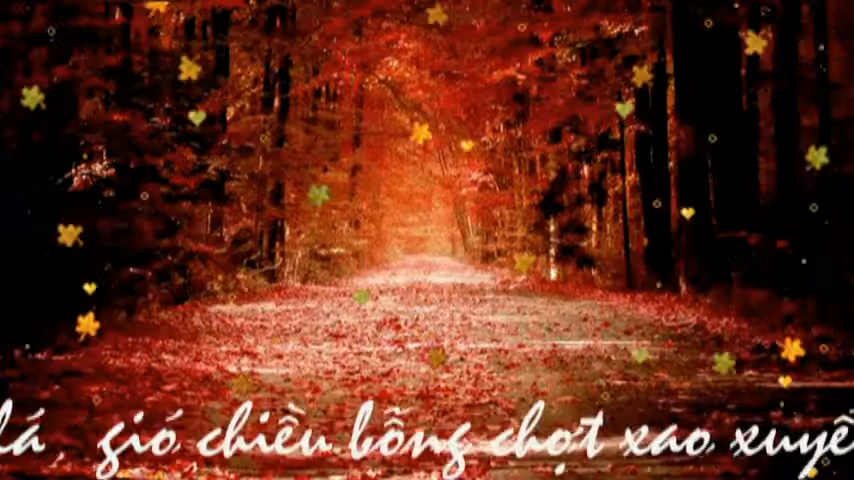 lá , gió chiều bỗng chợt xao xuyế